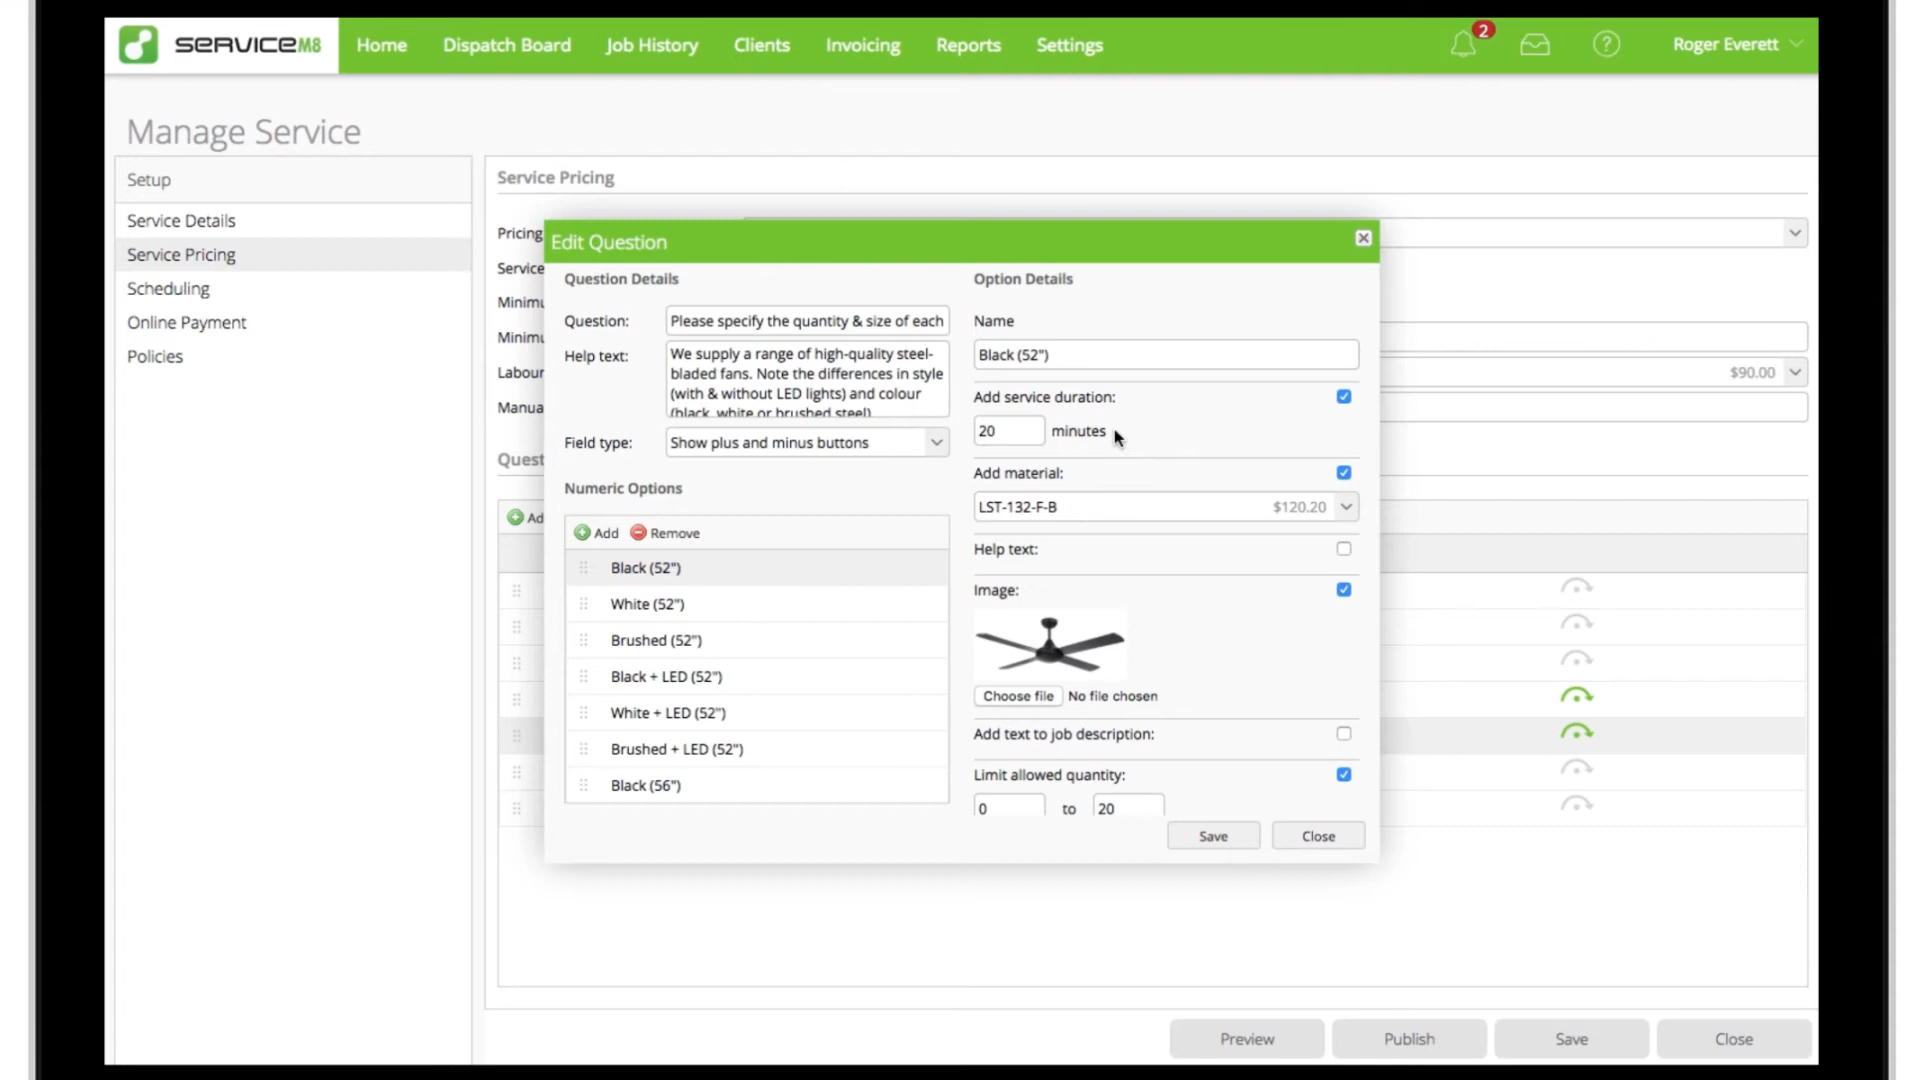 SERVICEM8
Home
Dispatch Board
Job History
Clients
Invoicing
Reports
Settings
2
?
Roger Everett
Manage Service
Setup
Service Details
Service Pricing
Scheduling
Online Payment
Policies
Service Pricing
Pricing
Service
Minimu
Minimu
Labour
$90.00
Manua
Quest
Ad
Edit Question
Question Details
Question:
Please specify the quantity & size of each
Help text:
We supply a range of high-quality steel-
bladed fans. Note the differences in style
(with & without LED lights) and colour
(black, white or brushed steel)
Field type:
Show plus and minus buttons
Numeric Options
Add
Remove
Black (52")
White (52")
Brushed (52")
Black + LED (52")
White + LED (52")
Brushed + LED (52")
Black (56")
Option Details
Name
Black (52")
Add service duration:
20
minutes
Add material:
LST-132-F-B
$120.20
Help text:
Image:
Choose file
No file chosen
Add text to job description:
Limit allowed quantity:
0
to
20
Save
Close
Preview
Publish
Save
Close